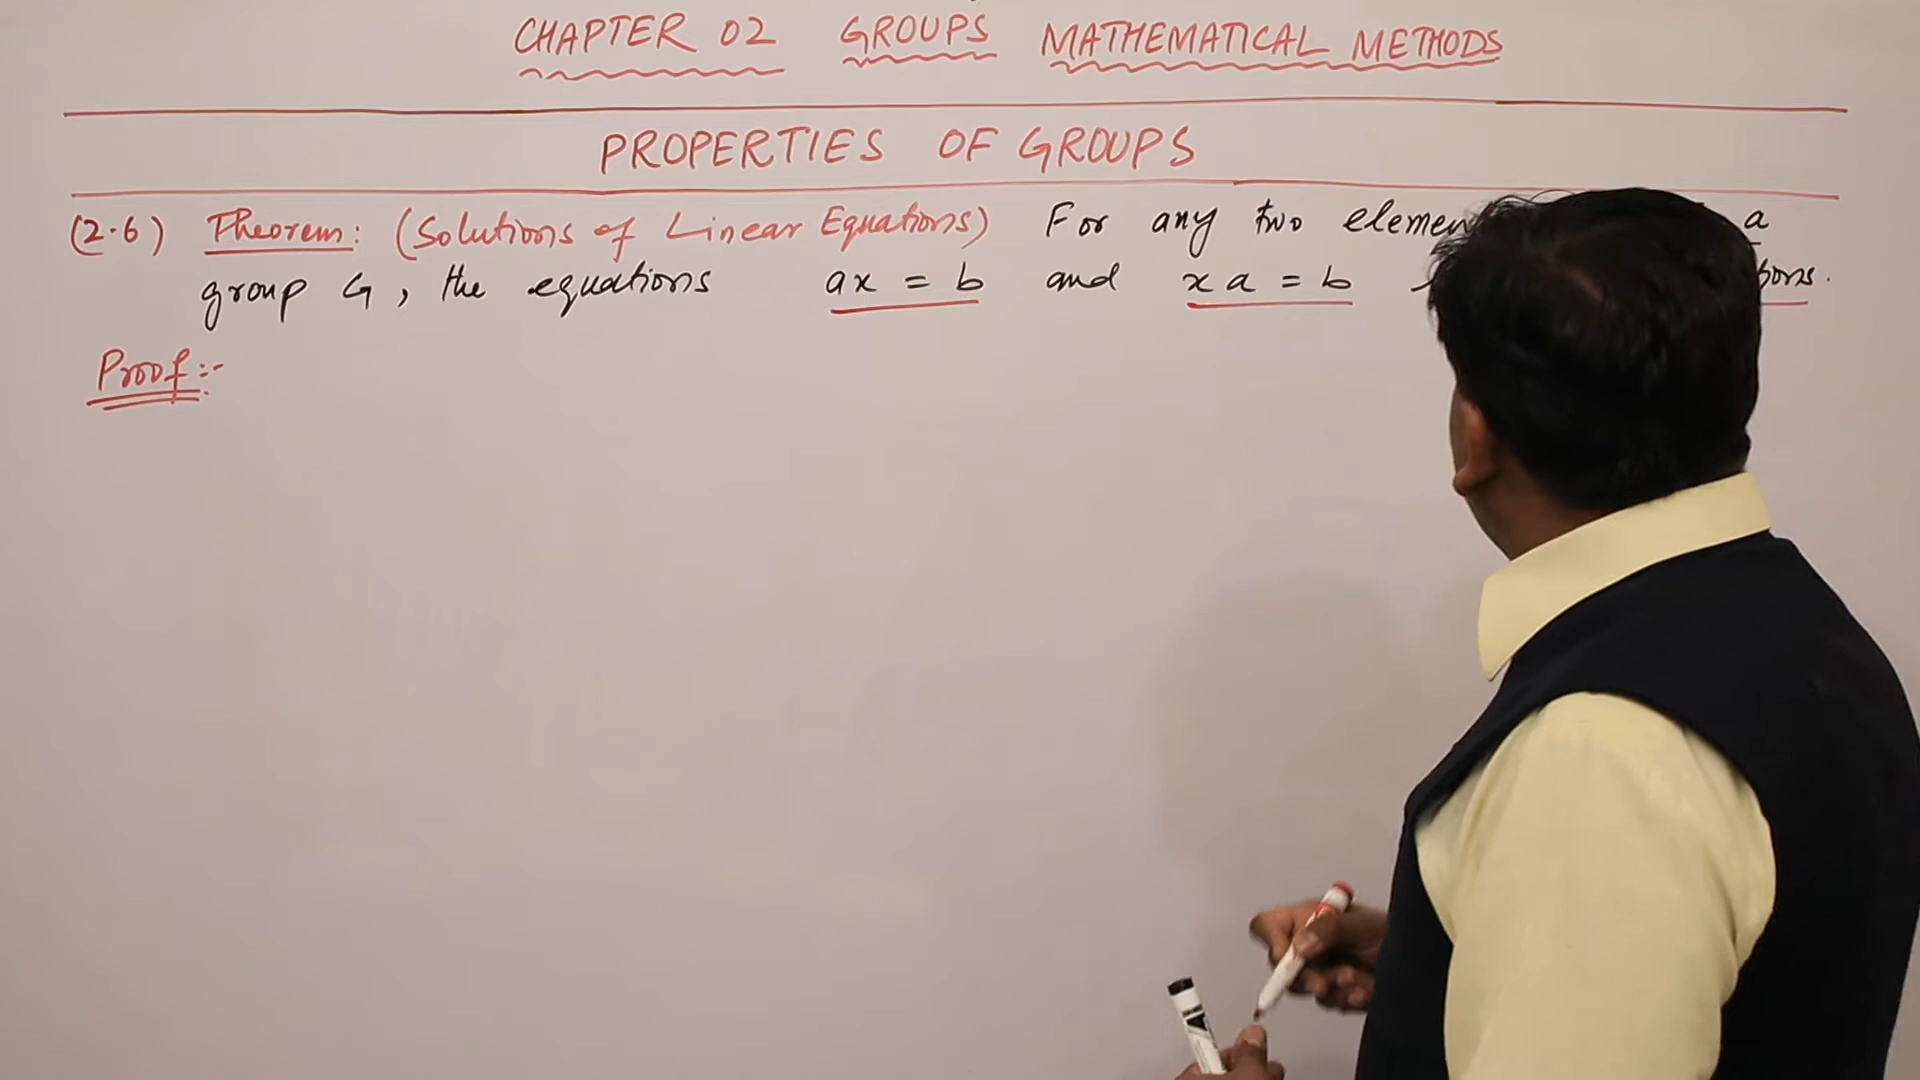 CHAPTER 02 GROUPS MATHEMATICAL METHODS
PROPERTIES OF GROUPS
(2.6) Theorem: (Solutions of Linear Equations) For any two a
group G, the equations ax = b and xa = b
Proof:-